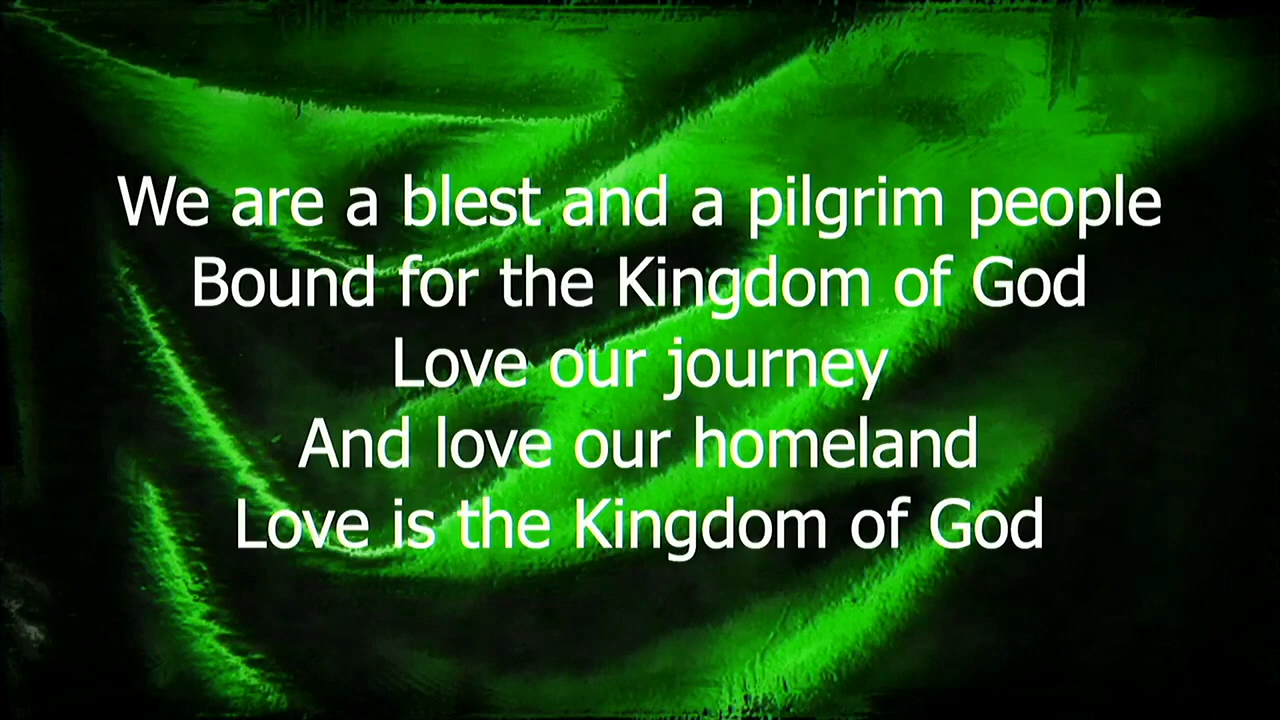 We are a blest and a pilgrim people
Bound for the Kingdom of God
Love our journey
And love our homeland
Love is the Kingdom of God